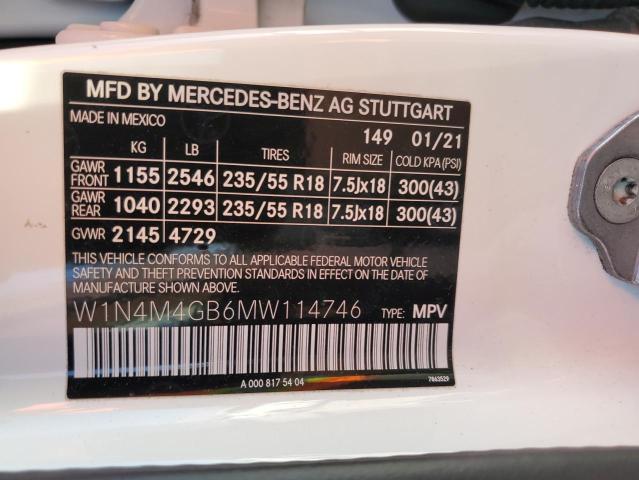 MFD BY MERCEDES-BENZ AG STUTTGART
MADE IN MEXICO 149 01/21
KG LB TIRES RIM SIZE COLD KPA(PSI)
GAWR FRONT 1155 2546 235/55 R18 7.5Jx18 300(43)
GAWR REAR 1040 2293 235/55 R18 7.5Jx18 300(43)
GVWR 2145 4729
THIS VEHICLE CONFORMS TO ALL APPLICABLE FEDERAL MOTOR VEHICLE
SAFETY AND THEFT PREVENTION STANDARDS IN EFFECT ON THE DATE
OF MANUFACTURE SHOWN ABOVE.
W1N4M4GB6MW114746 TYPE: MPV
A 000 817 54 04 7863529